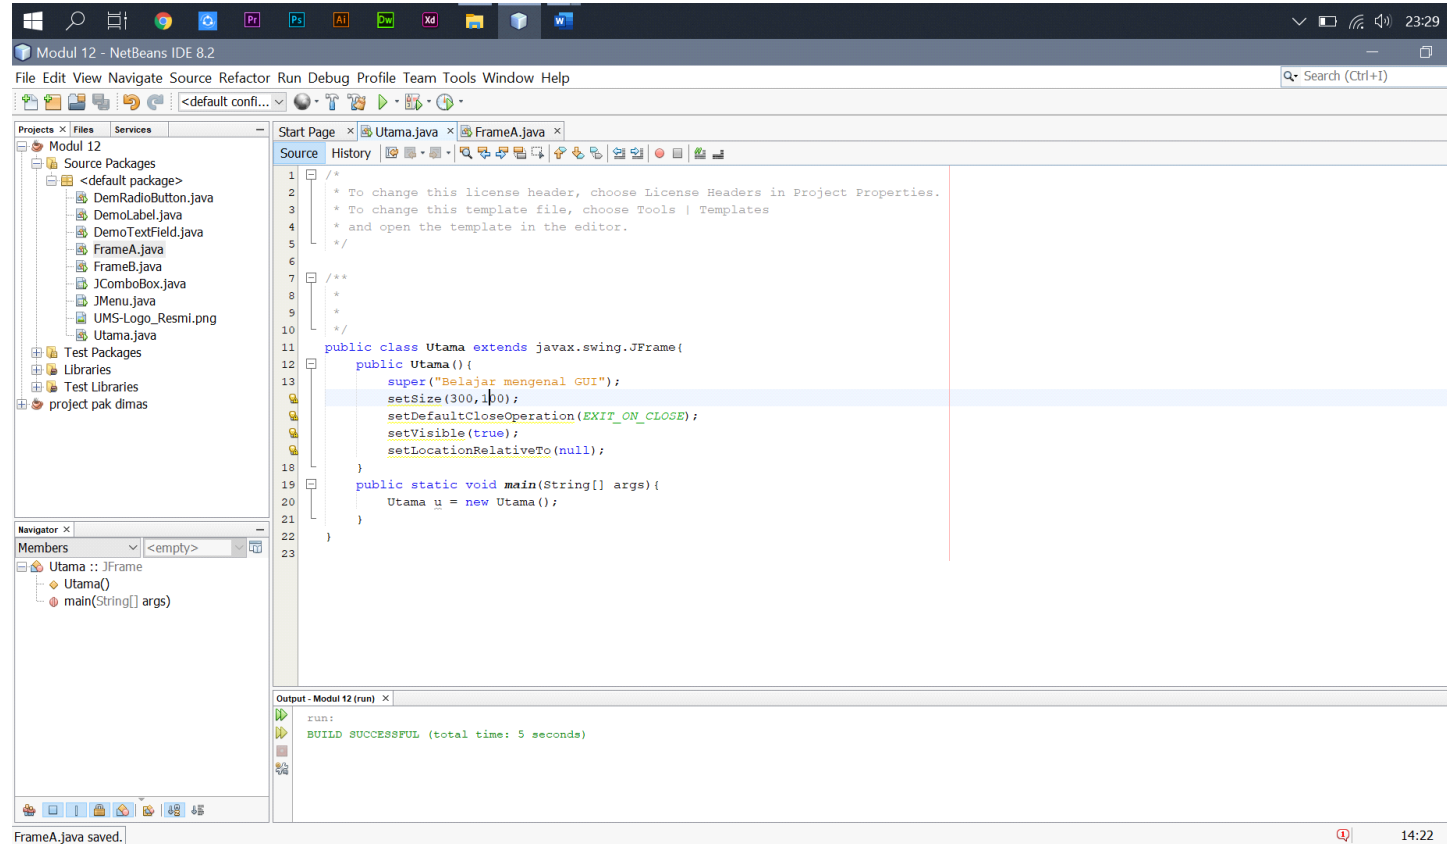 Pr Ps Ai Dw Xd W 23:29
Modul 12 - NetBeans IDE 8.2
File Edit View Navigate Source Refactor Run Debug Profile Team Tools Window Help
Search (Ctrl+I)
<default confi...
Projects Files Services
Modul 12
Source Packages
<default package>
DemRadioButton.java
DemoLabel.java
DemoTextField.java
FrameA.java
FrameB.java
JComboBox.java
JMenu.java
UMS-Logo_Resmi.png
Utama.java
Test Packages
Libraries
Test Libraries
project pak dimas
Navigator
Members <empty>
Utama :: JFrame
Utama()
main(String[] args)
Start Page Utama.java FrameA.java
Source History
1 /*
2 * To change this license header, choose License Headers in Project Properties.
3 * To change this template file, choose Tools | Templates
4 * and open the template in the editor.
5 */
6
7 /**
8 *
9 *
10 */
11 public class Utama extends javax.swing.JFrame{
12 public Utama(){
13 super("Belajar mengenal GUI");
setSize(300,100);
setDefaultCloseOperation(EXIT_ON_CLOSE);
setVisible(true);
setLocationRelativeTo(null);
18 }
19 public static void main(String[] args){
20 Utama u = new Utama();
21 }
22 }
23
Output - Modul 12 (run)
run:
BUILD SUCCESSFUL (total time: 5 seconds)
FrameA.java saved.
1 14:22